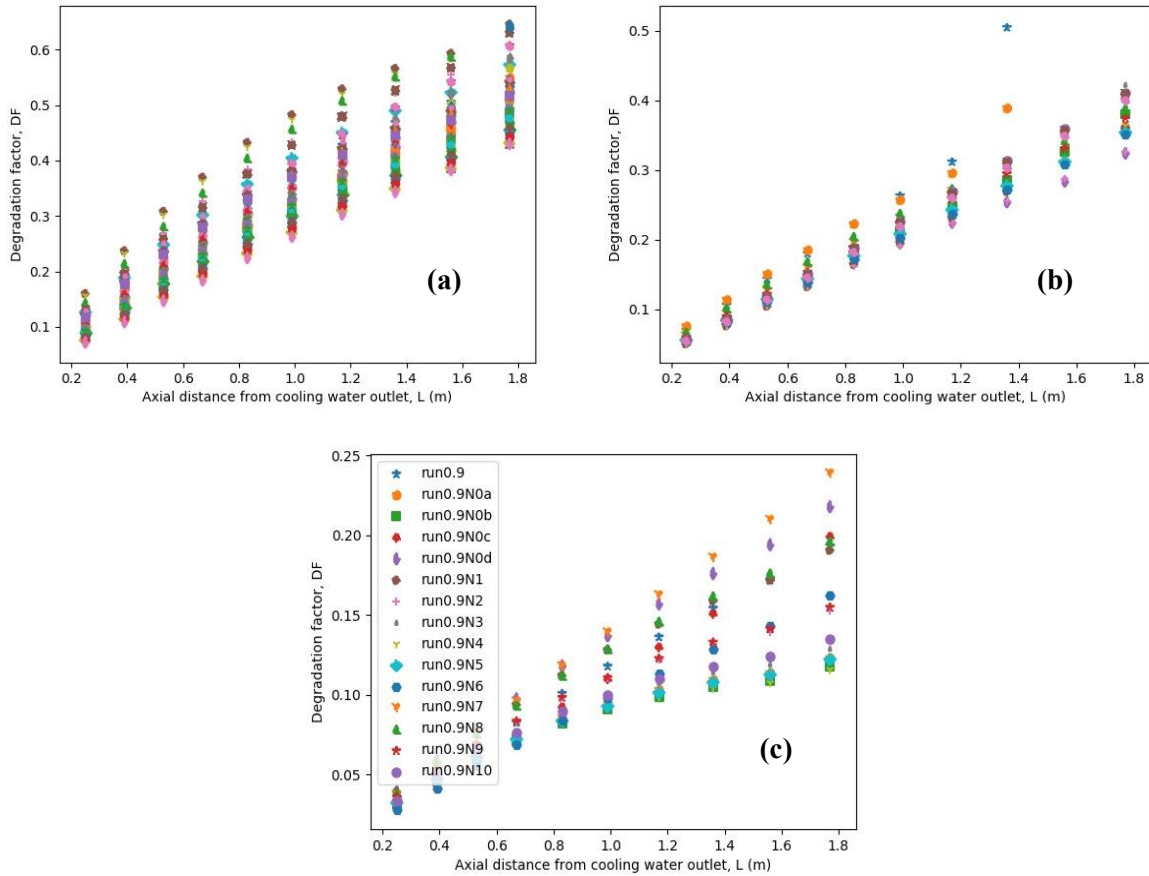 0.6
0.5
0.4
0.3
0.2
0.1
Degradation factor, DF
(a)
0.2 0.4 0.6 0.8 1.0 1.2 1.4 1.6 1.8
Axial distance from cooling water outlet, L (m)
0.5
0.4
0.3
0.2
0.1
Degradation factor, DF
(b)
0.2 0.4 0.6 0.8 1.0 1.2 1.4 1.6 1.8
Axial distance from cooling water outlet, L (m)
0.25
0.20
0.15
0.10
0.05
Degradation factor, DF
run0.9
run0.9N0a
run0.9N0b
run0.9N0c
run0.9N0d
run0.9N1
run0.9N2
run0.9N3
run0.9N4
run0.9N5
run0.9N6
run0.9N7
run0.9N8
run0.9N9
run0.9N10
(c)
0.2 0.4 0.6 0.8 1.0 1.2 1.4 1.6 1.8
Axial distance from cooling water outlet, L (m)